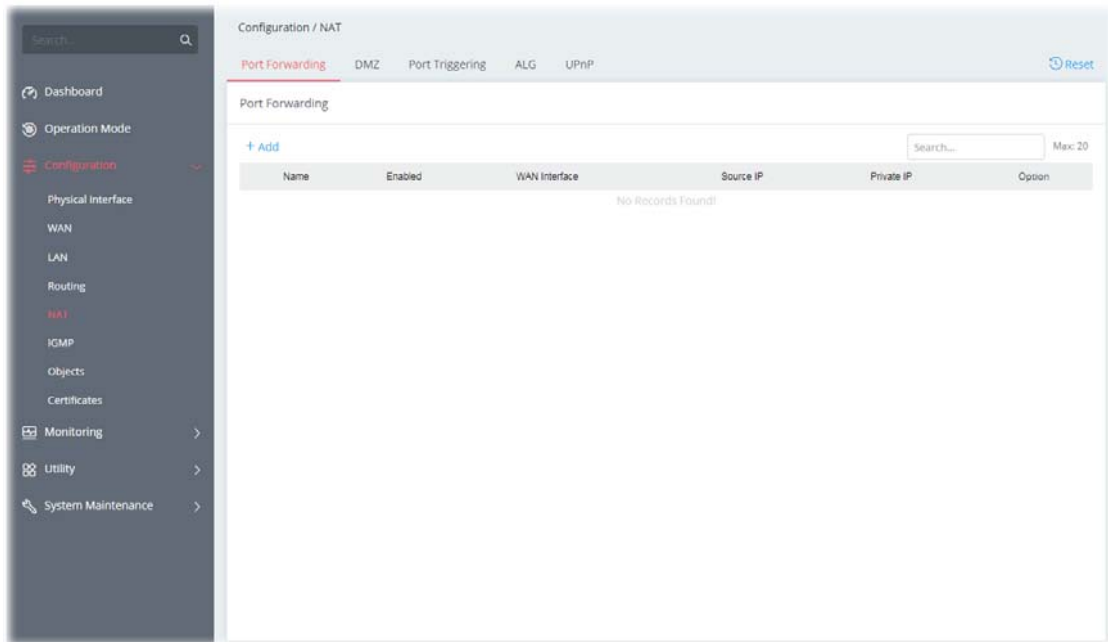 Search...
Dashboard
Operation Mode
Configuration
Physical Interface
WAN
LAN
Routing
NAT
IGMP
Objects
Certificates
Monitoring
Utility
System Maintenance
Configuration / NAT
Port Forwarding DMZ Port Triggering ALG UPnP Reset
Port Forwarding
+ Add Search... Max: 20
Name Enabled WAN Interface Source IP Private IP Option
No Records Found!